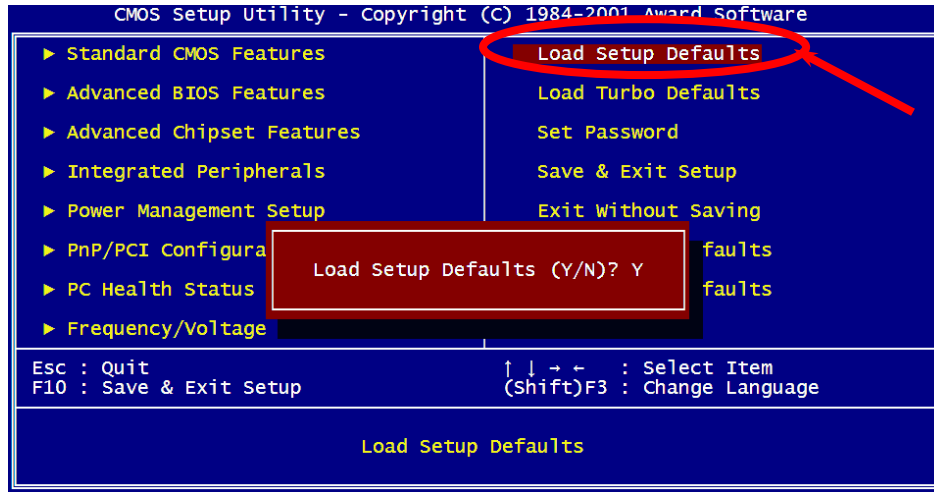 CMOS Setup Utility - Copyright (C) 1984-2001 Award Software
► Standard CMOS Features
► Advanced BIOS Features
► Advanced Chipset Features
► Integrated Peripherals
► Power Management Setup
► PnP/PCI Configura
► PC Health Status
► Frequency/Voltage
Load Setup Defaults
Load Turbo Defaults
Set Password
Save & Exit Setup
Exit Without Saving
faults
faults
Load Setup Defaults (Y/N)? Y
Esc : Quit
F10 : Save & Exit Setup
↑ ↓ → ← : Select Item
(Shift)F3 : Change Language
Load Setup Defaults